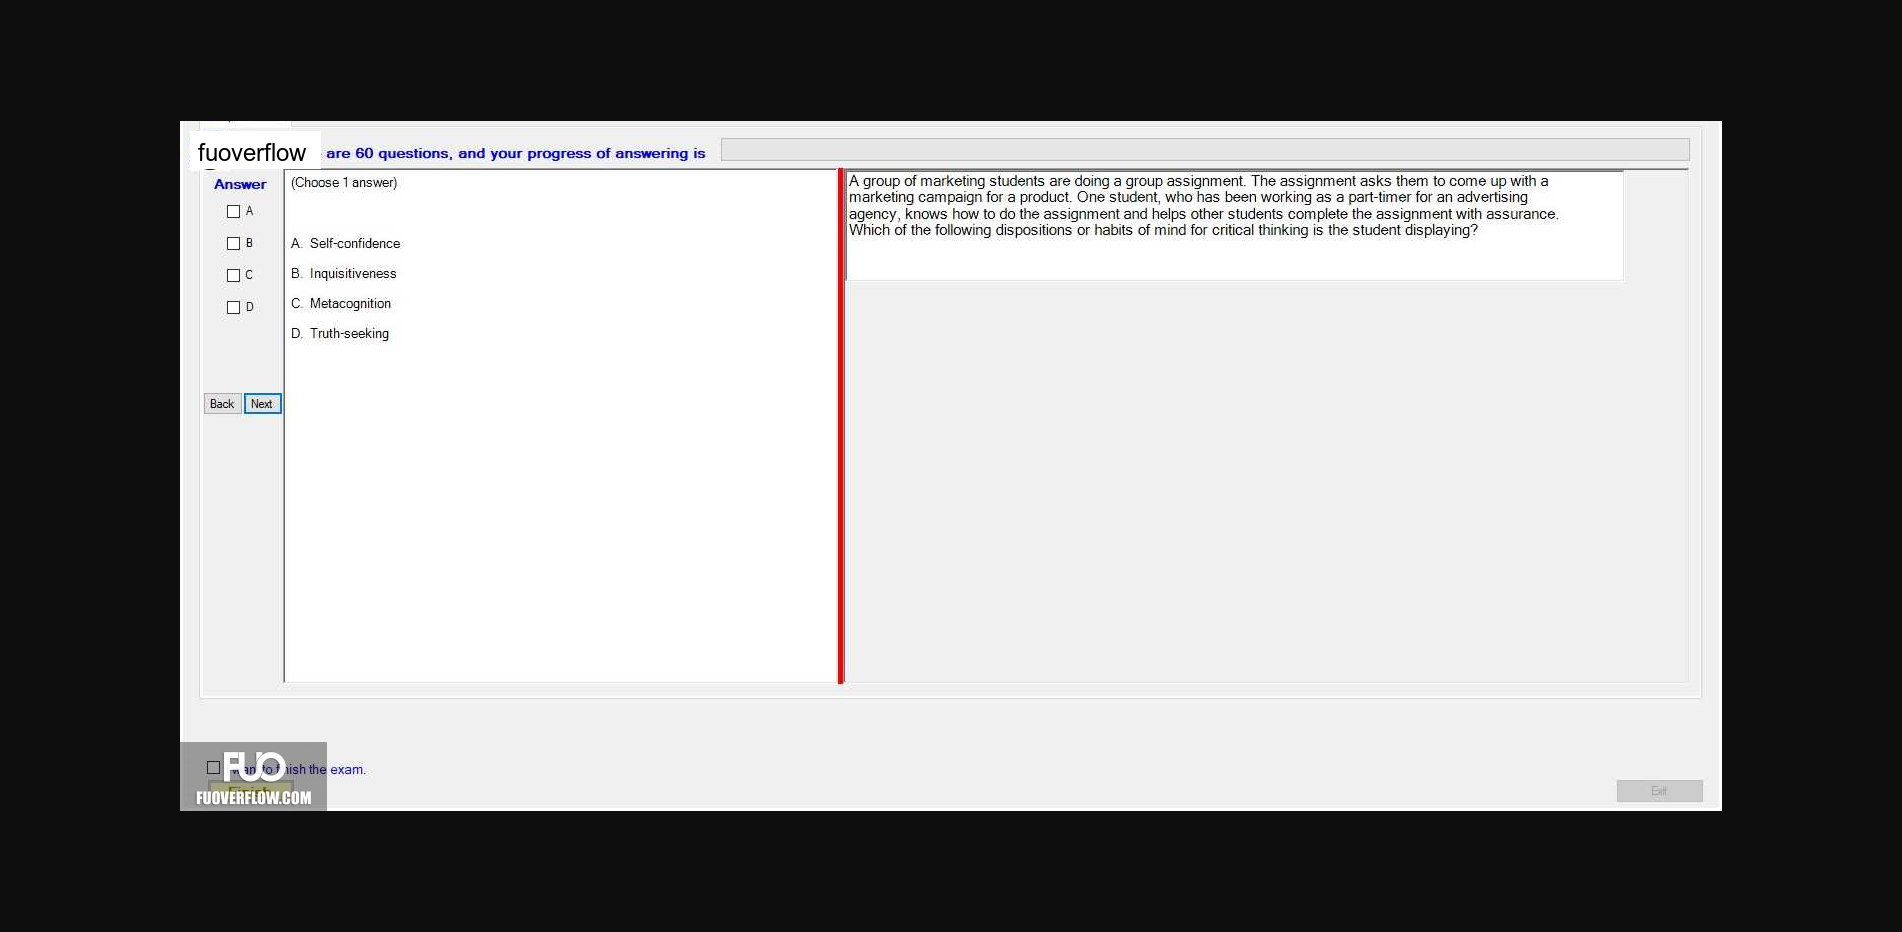 fuoverflow are 60 questions, and your progress of answering is
Answer
A
B
C
D
Back Next
(Choose 1 answer)
A. Self-confidence
B. Inquisitiveness
C. Metacognition
D. Truth-seeking
A group of marketing students are doing a group assignment. The assignment asks them to come up with a
marketing campaign for a product. One student, who has been working as a part-timer for an advertising
agency, knows how to do the assignment and helps other students complete the assignment with assurance.
Which of the following dispositions or habits of mind for critical thinking is the student displaying?
FUO
want to finish the exam.
Finish
FUOVERFLOW.COM
Exit